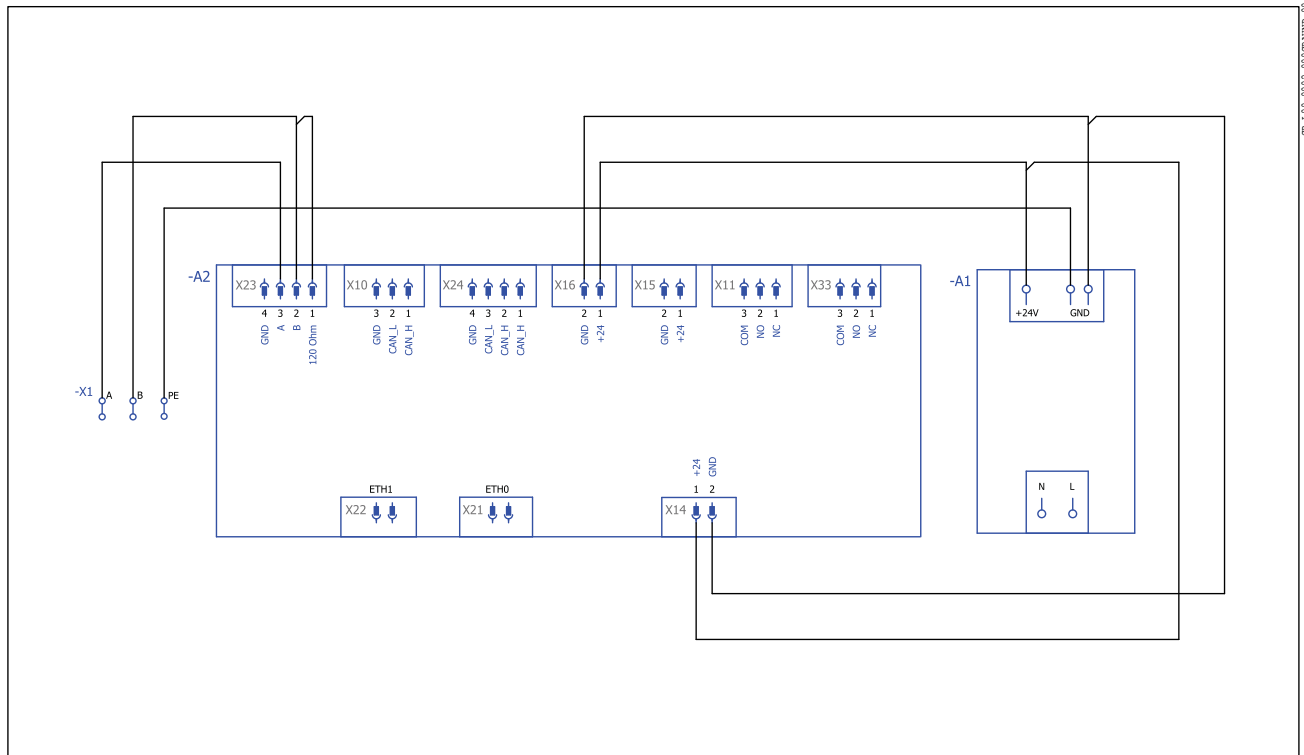 -A2
X23
X10
X24
X16
X15
X11
X33
-A1
4 3 2 1
3 2 1
4 3 2 1
2 1
2 1
3 2 1
3 2 1
+24V
GND
GND
A
B
120 Ohm
GND
CAN_L
CAN_H
GND
CAN_L
CAN_H
CAN_H
GND
+24
GND
+24
COM
NO
NC
COM
NO
NC
-X1
A
B
PE
+24
GND
ETH1
ETH0
1 2
N L
X22
X21
X14